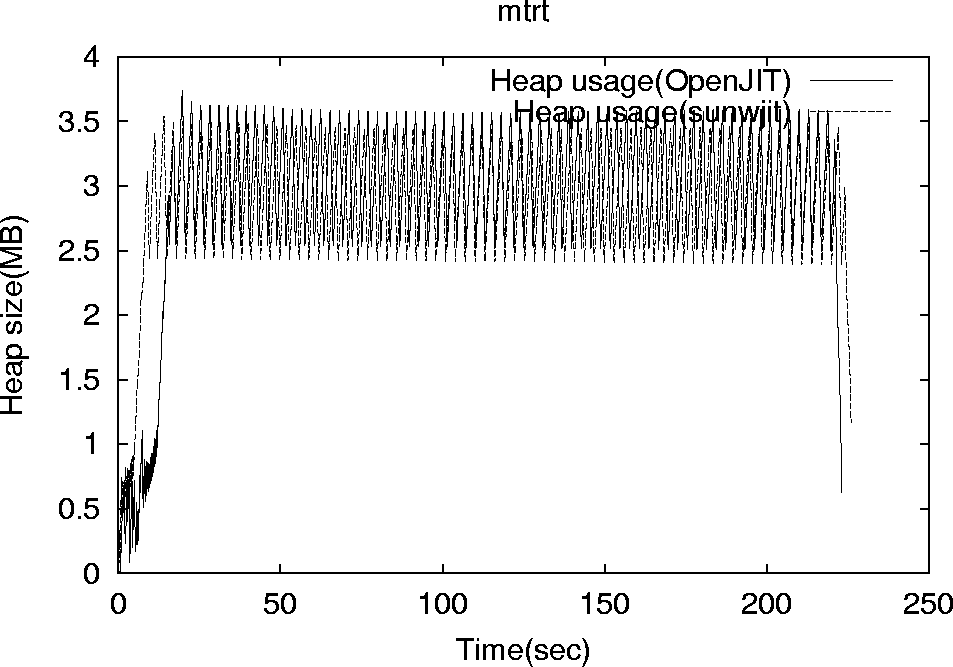 mtrt
Heap usage(OpenJIT)
Heap usage(sunwjit)
4
3.5
3
2.5
2
1.5
1
0.5
0
Heap size(MB)
0 50 100 150 200 250
Time(sec)